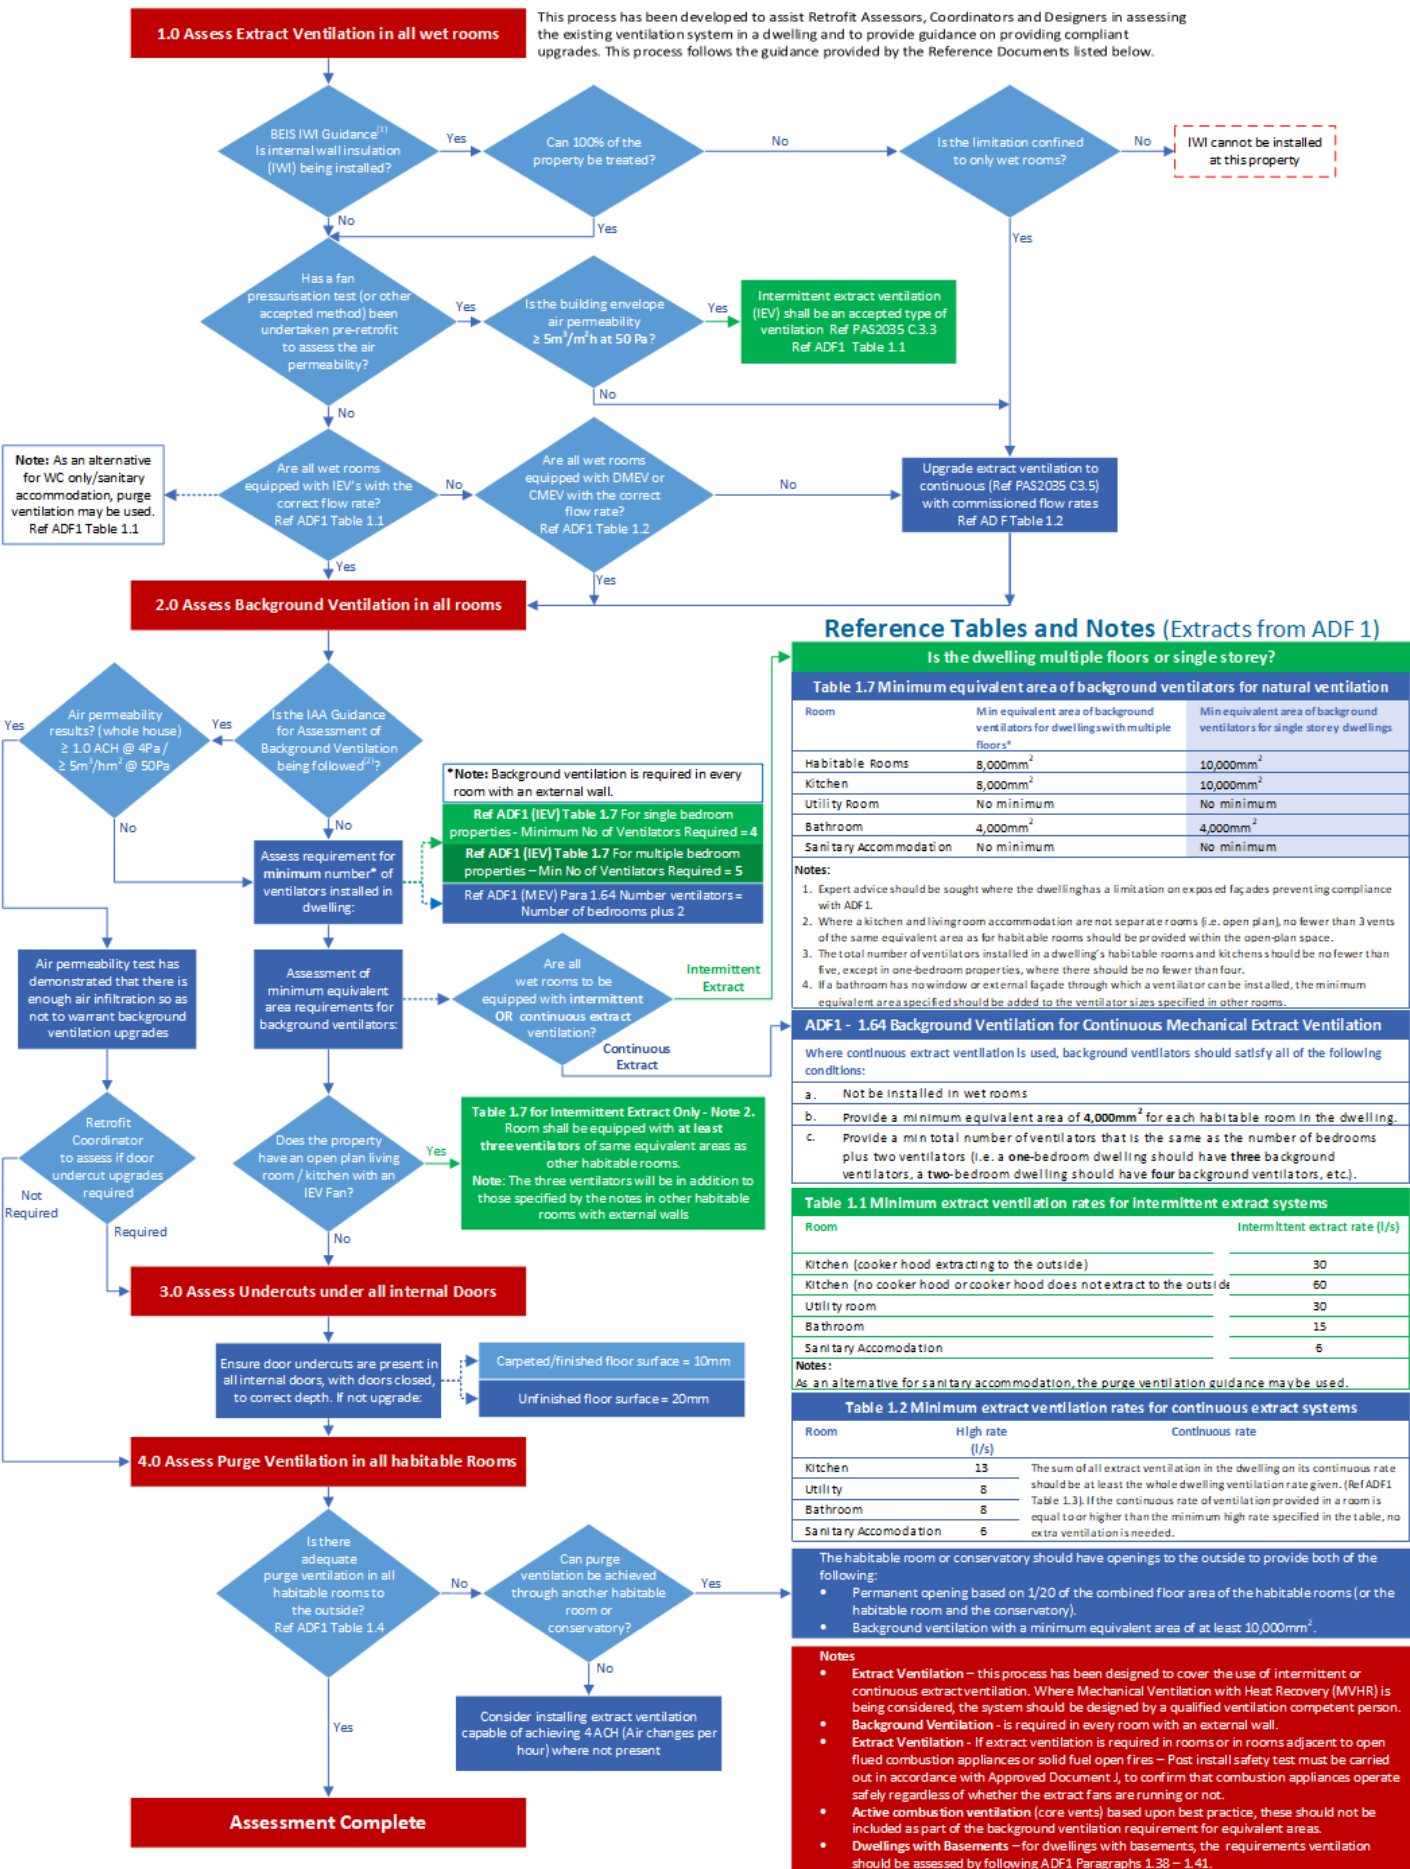 1.0 Assess Extract Ventilation in all wet rooms
This process has been developed to assist Retrofit Assessors, Coordinators and Designers in assessing
the existing ventilation system in a dwelling and to provide guidance on providing compliant
upgrades. This process follows the guidance provided by the Reference Documents listed below.
BEIS IWI Guidance(1)
Is internal wall insulation
(IWI) being installed?
Yes
Can 100% of the
property be treated?
No
Is the limitation confined
to only wet rooms?
No
IWI cannot be installed
at this property
No
Yes
Yes
Has a fan
pressurisation test (or other
accepted method) been
undertaken pre-retrofit
to assess the air
permeability?
Yes
Is the building envelope
air permeability
≥ 5m³/m²h at 50 Pa?
Yes
Intermittent extract ventilation
(IEV) shall be an accepted type of
ventilation Ref PAS2035 C.3.3
Ref ADF1 Table 1.1
No
No
Note: As an alternative
for WC only/sanitary
accommodation, purge
ventilation may be used.
Ref ADF1 Table 1.1
Are all wet rooms
equipped with IEV's with the
correct flow rate?
Ref ADF1 Table 1.1
No
Are all wet rooms
equipped with DMEV or
CMEV with the correct
flow rate?
Ref ADF1 Table 1.2
No
Upgrade extract ventilation to
continuous (Ref PAS2035 C3.5)
with commissioned flow rates
Ref AD F Table 1.2
Yes
Yes
2.0 Assess Background Ventilation in all rooms
Yes
Air permeability
results? (whole house)
≥ 1.0 ACH @ 4Pa /
≥ 5m³/hm² @ 50Pa
Yes
Is the IAA Guidance
for Assessment of
Background Ventilation
being followed(2)?
No
No
*Note: Background ventilation is required in every
room with an external wall.
Assess requirement for
minimum number* of
ventilators installed in
dwelling:
Ref ADF1 (IEV) Table 1.7 For single bedroom
properties - Minimum No of Ventilators Required = 4
Ref ADF1 (IEV) Table 1.7 For multiple bedroom
properties – Min No of Ventilators Required = 5
Ref ADF1 (MEV) Para 1.64 Number ventilators =
Number of bedrooms plus 2
Air permeability test has
demonstrated that there is
enough air infiltration so as
not to warrant background
ventilation upgrades
Assessment of
minimum equivalent
area requirements for
background ventilators:
Are all
wet rooms to be
equipped with intermittent
OR continuous extract
ventilation?
Intermittent
Extract
Continuous
Extract
Retrofit
Coordinator
to assess if door
undercut upgrades
required
Not
Required
Required
Does the property
have an open plan living
room / kitchen with an
IEV Fan?
Yes
Table 1.7 for Intermittent Extract Only - Note 2.
Room shall be equipped with at least
three ventilators of same equivalent areas as
other habitable rooms.
Note: The three ventilators will be in addition to
those specified by the notes in other habitable
rooms with external walls
No
3.0 Assess Undercuts under all internal Doors
Ensure door undercuts are present in
all internal doors, with doors closed,
to correct depth. If not upgrade:
Carpeted/finished floor surface = 10mm
Unfinished floor surface = 20mm
4.0 Assess Purge Ventilation in all habitable Rooms
Is there
adequate
purge ventilation in all
habitable rooms to
the outside?
Ref ADF1 Table 1.4
No
Can purge
ventilation be achieved
through another habitable
room or
conservatory?
Yes
No
Yes
Consider installing extract ventilation
capable of achieving 4 ACH (Air changes per
hour) where not present
Assessment Complete
Reference Tables and Notes (Extracts from ADF 1)
Is the dwelling multiple floors or single storey?
Table 1.7 Minimum equivalent area of background ventilators for natural ventilation
Room Min equivalent area of background Min equivalent area of background
ventilators for dwellings with multiple ventilators for single storey dwellings
floors*
Habitable Rooms 8,000mm² 10,000mm²
Kitchen 8,000mm² 10,000mm²
Utility Room No minimum No minimum
Bathroom 4,000mm² 4,000mm²
Sanitary Accommodation No minimum No minimum
Notes:
1. Expert advice should be sought where the dwelling has a limitation on exposed façades preventing compliance
with ADF1.
2. Where a kitchen and living room accommodation are not separate rooms (i.e. open plan), no fewer than 3 vents
of the same equivalent area as for habitable rooms should be provided within the open-plan space.
3. The total number of ventilators installed in a dwelling's habitable rooms and kitchens should be no fewer than
five, except in one-bedroom properties, where there should be no fewer than four.
4. If a bathroom has no window or external façade through which a ventilator can be installed, the minimum
equivalent area specified should be added to the ventilator sizes specified in other rooms.
ADF1 - 1.64 Background Ventilation for Continuous Mechanical Extract Ventilation
Where continuous extract ventilation is used, background ventilators should satisfy all of the following
conditions:
a. Not be installed in wet rooms
b. Provide a minimum equivalent area of 4,000mm² for each habitable room in the dwelling.
c. Provide a min total number of ventilators that is the same as the number of bedrooms
plus two ventilators (i.e. a one-bedroom dwelling should have three background
ventilators, a two-bedroom dwelling should have four background ventilators, etc.).
Table 1.1 Minimum extract ventilation rates for intermittent extract systems
Room Intermittent extract rate (l/s)
Kitchen (cooker hood extracting to the outside) 30
Kitchen (no cooker hood or cooker hood does not extract to the outside 60
Utility room 30
Bathroom 15
Sanitary Accomodation 6
Notes:
As an alternative for sanitary accommodation, the purge ventilation guidance may be used.
Table 1.2 Minimum extract ventilation rates for continuous extract systems
Room High rate Continuous rate
(l/s)
Kitchen 13
Utility 8
Bathroom 8
Sanitary Accomodation 6
The sum of all extract ventilation in the dwelling on its continuous rate
should be at least the whole dwelling ventilation rate given. (Ref ADF1
Table 1.3). If the continuous rate of ventilation provided in a room is
equal to or higher than the minimum high rate specified in the table, no
extra ventilation is needed.
The habitable room or conservatory should have openings to the outside to provide both of the
following:
• Permanent opening based on 1/20 of the combined floor area of the habitable rooms (or the
habitable room and the conservatory).
• Background ventilation with a minimum equivalent area of at least 10,000mm².
Notes
• Extract Ventilation – this process has been designed to cover the use of intermittent or
continuous extract ventilation. Where Mechanical Ventilation with Heat Recovery (MVHR) is
being considered, the system should be designed by a qualified ventilation competent person.
• Background Ventilation - is required in every room with an external wall.
• Extract Ventilation - If extract ventilation is required in rooms or in rooms adjacent to open
flued combustion appliances or solid fuel open fires – Post install safety test must be carried
out in accordance with Approved Document J, to confirm that combustion appliances operate
safely regardless of whether the extract fans are running or not.
• Active combustion ventilation (core vents) based upon best practice, these should not be
included as part of the background ventilation requirement for equivalent areas.
• Dwellings with Basements – for dwellings with basements, the requirements ventilation
should be assessed by following ADF1 Paragraphs 1.38 – 1.41.